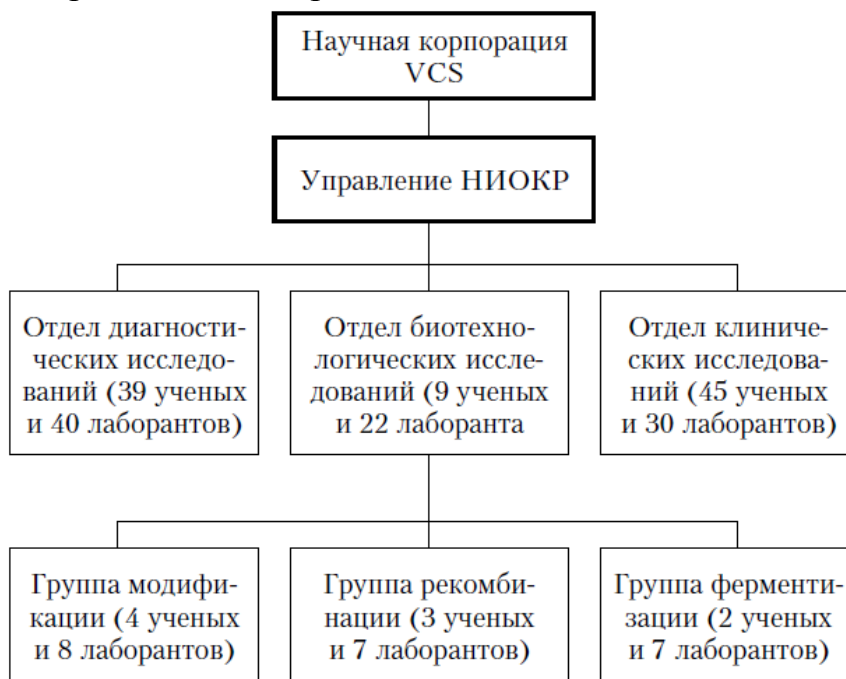 Научная корпорация
VCS
Управление НИОКР
Отдел диагности-
ческих исследо-
ваний (39 ученых
и 40 лаборантов)
Отдел биотехно-
логических иссле-
дований (9 ученых
и 22 лаборанта
Отдел клиниче-
ских исследова-
ний (45 ученых
и 30 лаборантов)
Группа модифи-
кации (4 ученых
и 8 лаборантов)
Группа рекомби-
нации (3 ученых
и 7 лаборантов)
Группа ферменти-
зации (2 ученых
и 7 лаборантов)